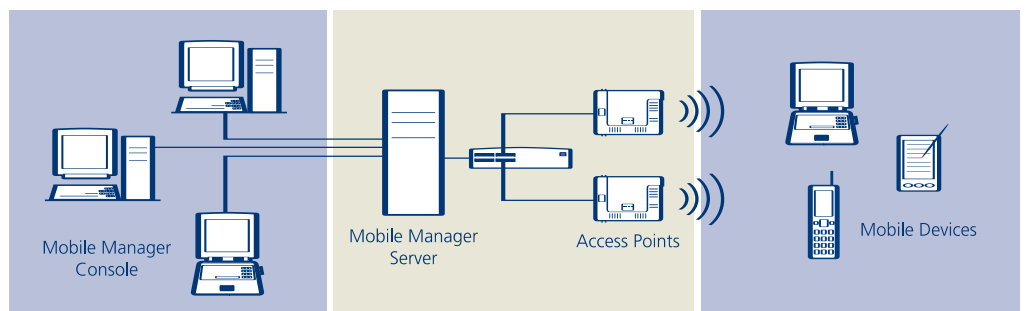 Mobile Manager
Console
Mobile Manager
Server
Access Points
Mobile Devices